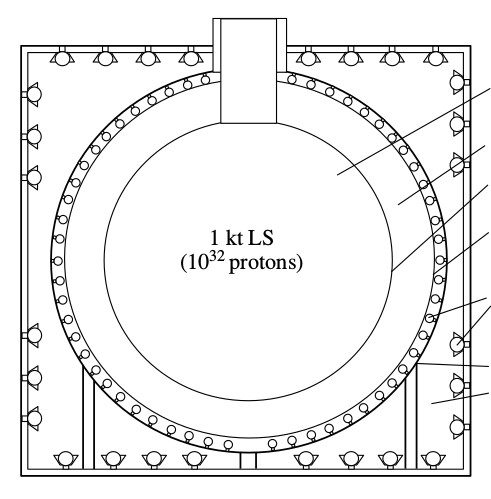 1 kt LS
(10³² protons)